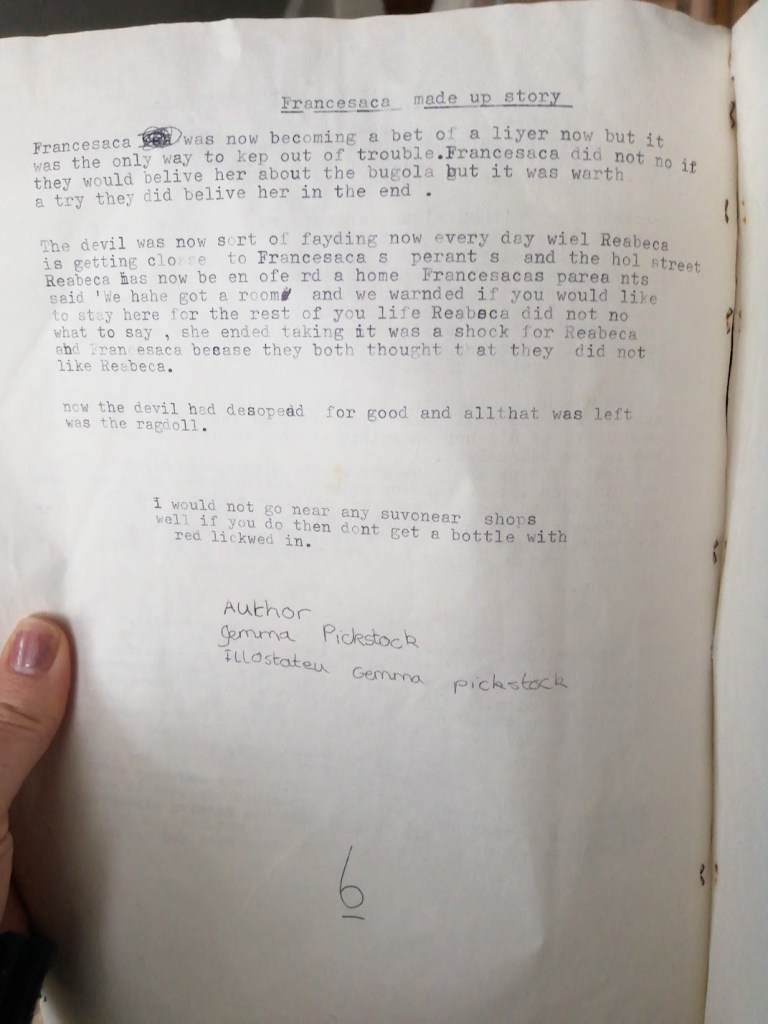 Francesaca made up story
Francesaca was now becoming a bet of a liyer now but it
was the only way to kep out of trouble.Francesaca did not no if
they would belive her about the bugola but it was warth
a try they did belive her in the end .
The devil was now sort of fayding now every day wiel Reabeca
is getting close to Francesaca s perant s and the hol street
Reabeca has now be en ofe rd a home Francesacas parea nts
said 'We hahe got a room and we warnded if you would like
to stay here for the rest of you life Reabeca did not no
what to say , she ended taking it was a shock for Reabeca
and Francesaca becase they both thought t at they did not
like Reabeca.
now the devil had desopead for good and allthat was left
was the ragdoll.
i would not go near any suvonear shops
well if you do then dont get a bottle with
red lickwed in.
Author
Gemma Pickstock
Illostateu Gemma pickstock
6